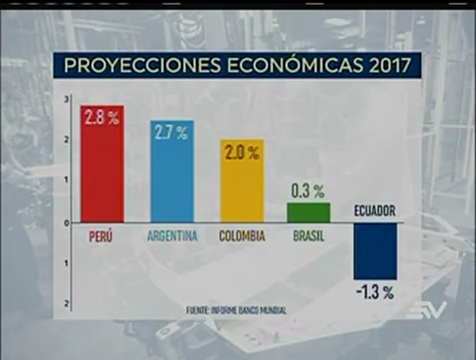 PROYECCIONES ECONÓMICAS 2017
3
2
1
0
1
2
2.8 %
2.7 %
2.0 %
0.3 %
ECUADOR
PERÚ
ARGENTINA
COLOMBIA
BRASIL
-1.3 %
FUENTE: INFORME BANCO MUNDIAL